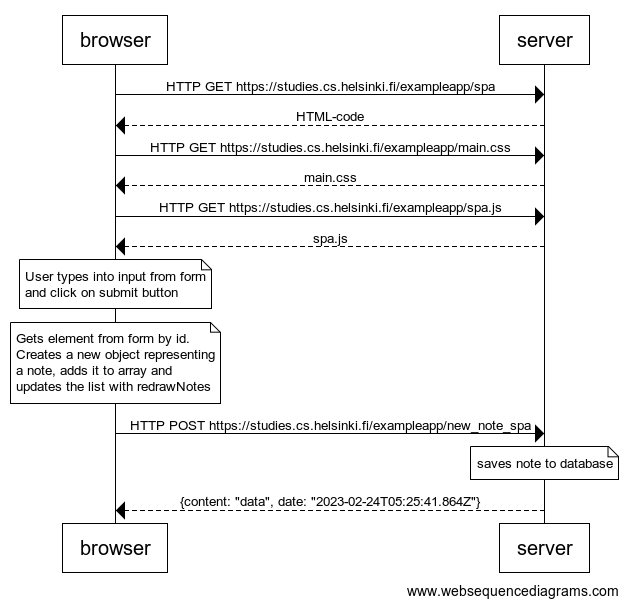 browser
server
HTTP GET https://studies.cs.helsinki.fi/exampleapp/spa
HTML-code
HTTP GET https://studies.cs.helsinki.fi/exampleapp/main.css
main.css
HTTP GET https://studies.cs.helsinki.fi/exampleapp/spa.js
spa.js
User types into input from form
and click on submit button
Gets element from form by id.
Creates a new object representing
a note, adds it to array and
updates the list with redrawNotes
HTTP POST https://studies.cs.helsinki.fi/exampleapp/new_note_spa
saves note to database
{content: "data", date: "2023-02-24T05:25:41.864Z"}
browser
server
www.websequencediagrams.com